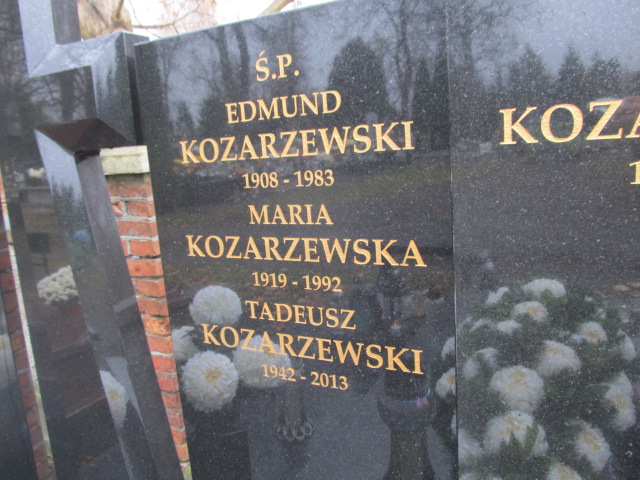 Ś.P.
EDMUND
KOZARZEWSKI
1908 - 1983
MARIA
KOZARZEWSKA
1919 - 1992
TADEUSZ
KOZARZEWSKI
1942 - 2013